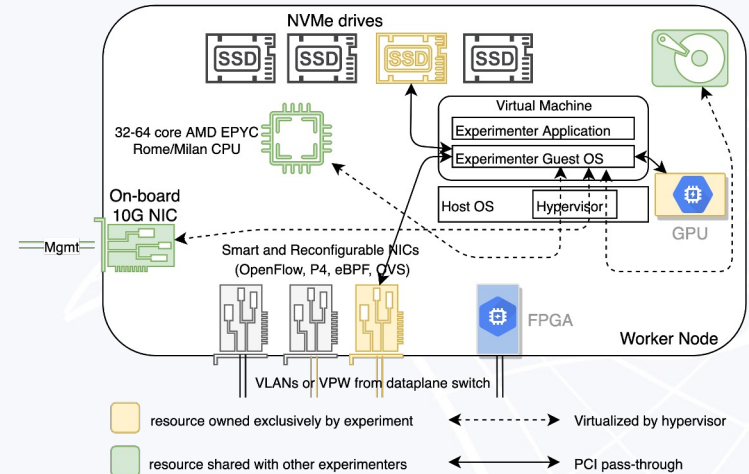 NVMe drives
SSD
SSD
SSD
SSD
Virtual Machine
Experimenter Application
Experimenter Guest OS
32-64 core AMD EPYC
Rome/Milan CPU
Host OS
Hypervisor
GPU
On-board
10G NIC
Mgmt
Smart and Reconfigurable NICs
(OpenFlow, P4, eBPF, OVS)
FPGA
Worker Node
VLANs or VPW from dataplane switch
resource owned exclusively by experiment
Virtualized by hypervisor
resource shared with other experimenters
PCI pass-through